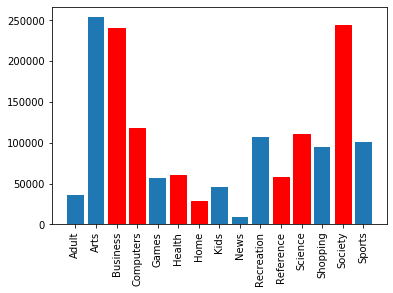 250000
200000
150000
100000
50000
0
Adult
Arts
Business
Computers
Games
Health
Home
Kids
News
Recreation
Reference
Science
Shopping
Society
Sports